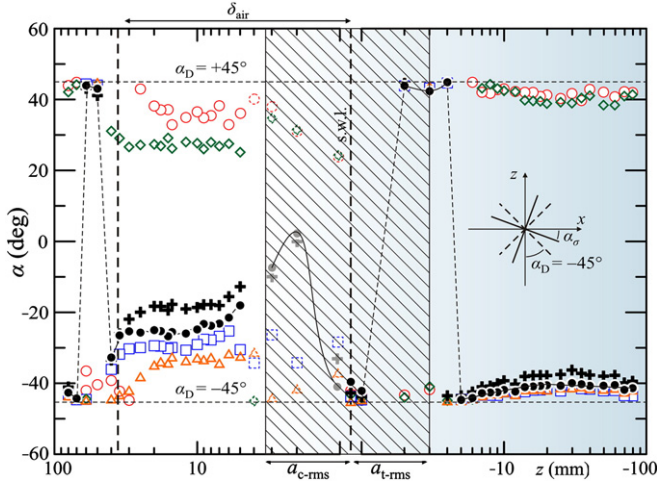 δair
60
40
20
0
-20
-40
-60
α (deg)
αD = +45°
s.w.l.
z
x
ασ
αD = −45°
αD = −45°
100
10
ac-rms
at-rms
-10
z (mm)
-100